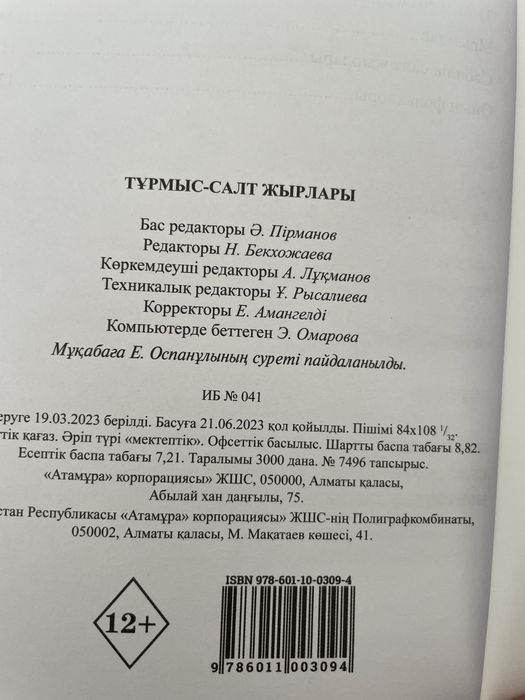 ТҰРМЫС-САЛТ ЖЫРЛАРЫ
Бас редакторы Ә. Пірманов
Редакторы Н. Бекхожаева
Көркемдеуші редакторы А. Лұқманов
Техникалық редакторы Ұ. Рысалиева
Корректоры Е. Амангелді
Компьютерде беттеген Э. Омарова
Мұқабаға Е. Оспанұлының суреті пайдаланылды.
ИБ № 041
еруге 19.03.2023 берілді. Басуға 21.06.2023 қол қойылды. Пішімі 84х108 1/32.
тік қағаз. Әріп түрі «мектептік». Офсеттік басылыс. Шартты баспа табағы 8,82.
Есептік баспа табағы 7,21. Таралымы 3000 дана. № 7496 тапсырыс.
«Атамұра» корпорациясы» ЖШС, 050000, Алматы қаласы,
Абылай хан даңғылы, 75.
стан Республикасы «Атамұра» корпорациясы» ЖШС-нің Полиграфкомбинаты,
050002, Алматы қаласы, М. Мақатаев көшесі, 41.
12+
ISBN 978-601-10-0309-4
9 786011 003094